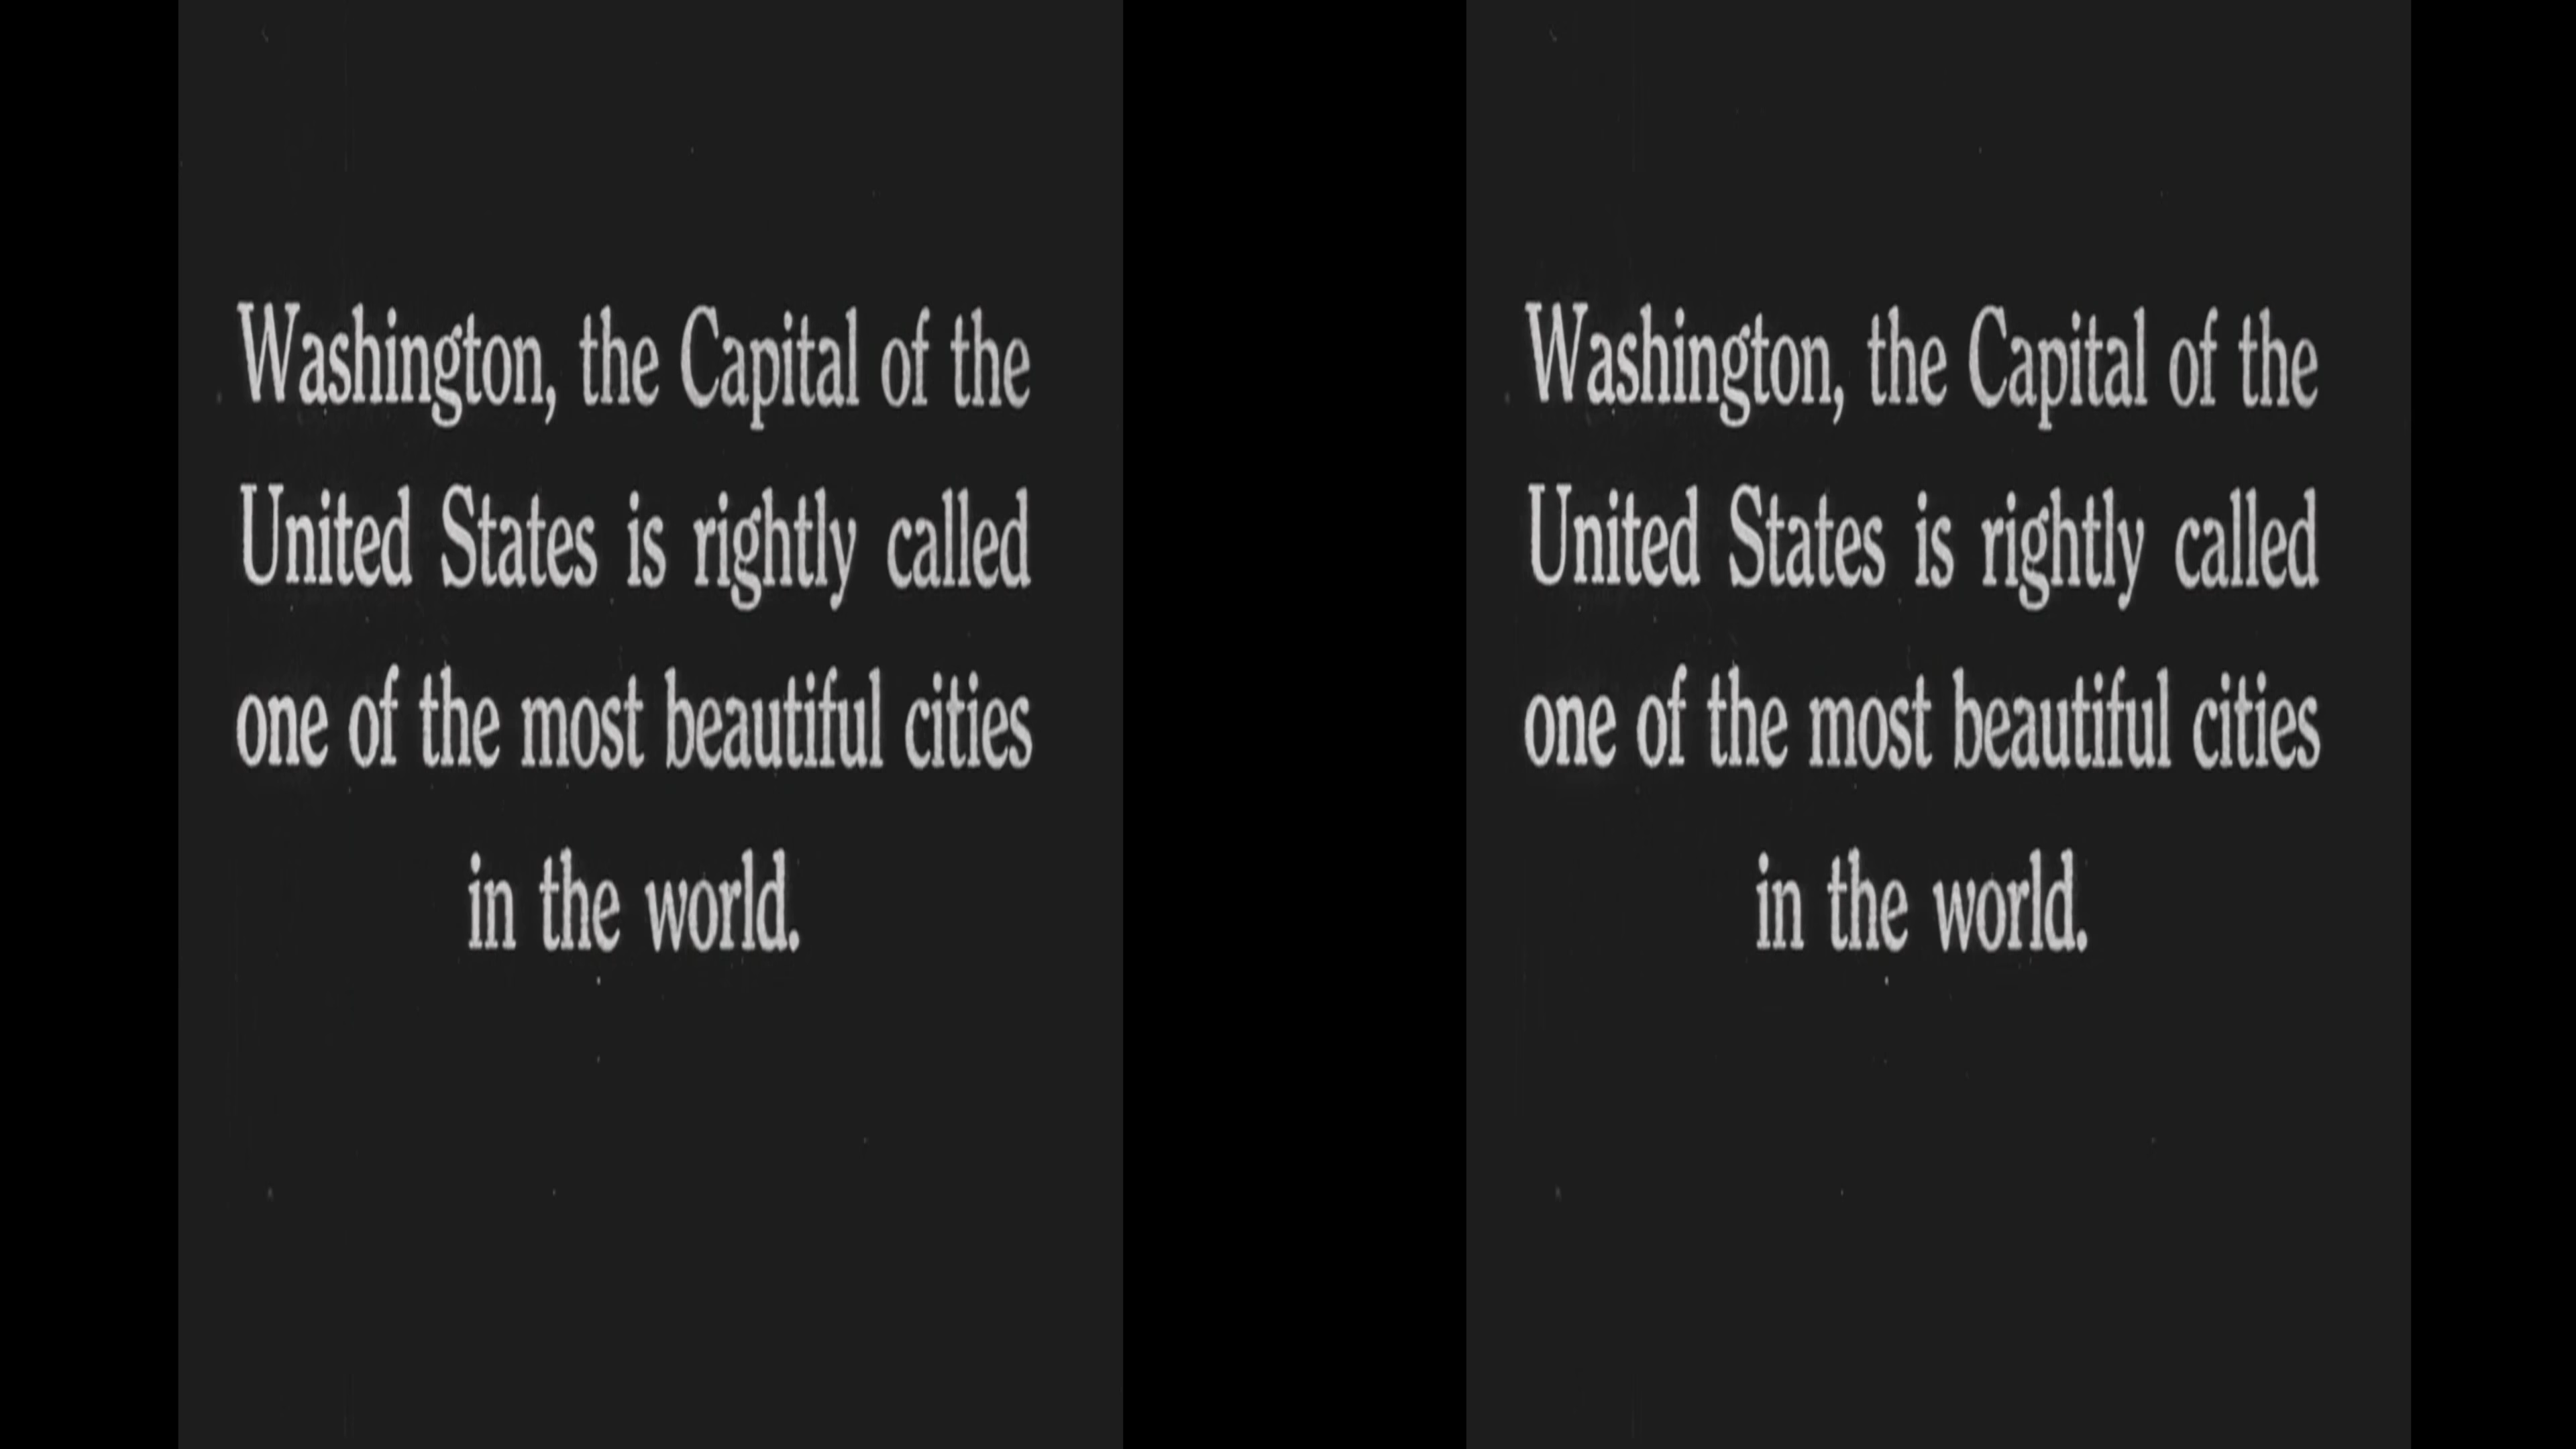 Washington, the Capital of the
United States is rightly called
one of the most beautiful cities
in the world.
Washington, the Capital of the
United States is rightly called
one of the most beautiful cities
in the world.